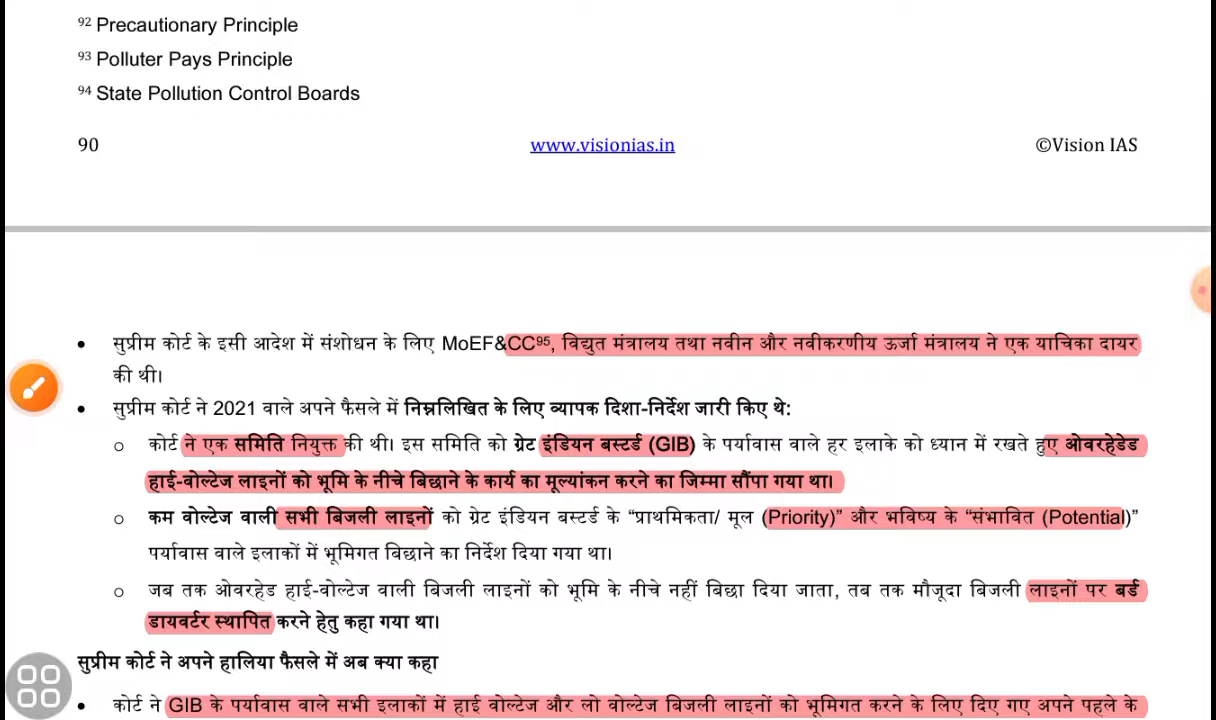 ⁹² Precautionary Principle
⁹³ Polluter Pays Principle
⁹⁴ State Pollution Control Boards
90 www.visionias.in ©Vision IAS
• सुप्रीम कोर्ट के इसी आदेश में संशोधन के लिए MoEF&CC⁹⁵, विद्युत मंत्रालय तथा नवीन और नवीकरणीय ऊर्जा मंत्रालय ने एक याचिका दायर
की थी।
• सुप्रीम कोर्ट ने 2021 वाले अपने फैसले में निम्नलिखित के लिए व्यापक दिशा-निर्देश जारी किए थे:
o कोर्ट ने एक समिति नियुक्त की थी। इस समिति को ग्रेट इंडियन बस्टर्ड (GIB) के पर्यावास वाले हर इलाके को ध्यान में रखते हुए ओवरहेडेड
हाई-वोल्टेज लाइनों को भूमि के नीचे बिछाने के कार्य का मूल्यांकन करने का जिम्मा सौंपा गया था।
o कम वोल्टेज वाली सभी बिजली लाइनों को ग्रेट इंडियन बस्टर्ड के “प्राथमिकता/ मूल (Priority)” और भविष्य के “संभावित (Potential)”
पर्यावास वाले इलाकों में भूमिगत बिछाने का निर्देश दिया गया था।
o जब तक ओवरहेड हाई-वोल्टेज वाली बिजली लाइनों को भूमि के नीचे नहीं बिछा दिया जाता, तब तक मौजूदा बिजली लाइनों पर बर्ड
डायवर्टर स्थापित करने हेतु कहा गया था।
सुप्रीम कोर्ट ने अपने हालिया फैसले में अब क्या कहा
• कोर्ट ने GIB के पर्यावास वाले सभी इलाकों में हाई वोल्टेज और लो वोल्टेज बिजली लाइनों को भूमिगत करने के लिए दिए गए अपने पहले के